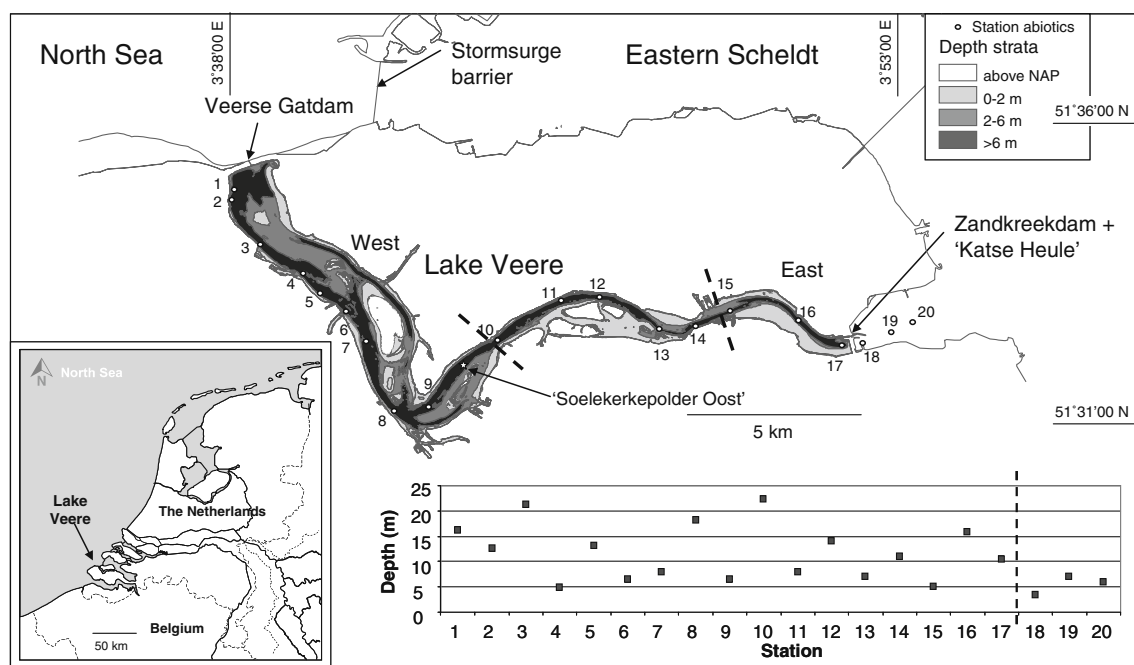 North Sea
3˚38'00 E
Stormsurge
barrier
Eastern Scheldt
3˚53'00 E
Station abiotics
Depth strata
above NAP
0-2 m
2-6 m
>6 m
51˚36'00 N
Veerse Gatdam
1
2
3
4
5
6
7
8
9
10
11
12
13
14
15
16
17
18
19
20
West
Lake Veere
East
Zandkreekdam +
'Katse Heule'
'Soelekerkepolder Oost'
5 km
51˚31'00 N
N
North Sea
Lake
Veere
The Netherlands
Belgium
50 km
Depth (m)
25
20
15
10
5
0
1 2 3 4 5 6 7 8 9 10 11 12 13 14 15 16 17 18 19 20
Station